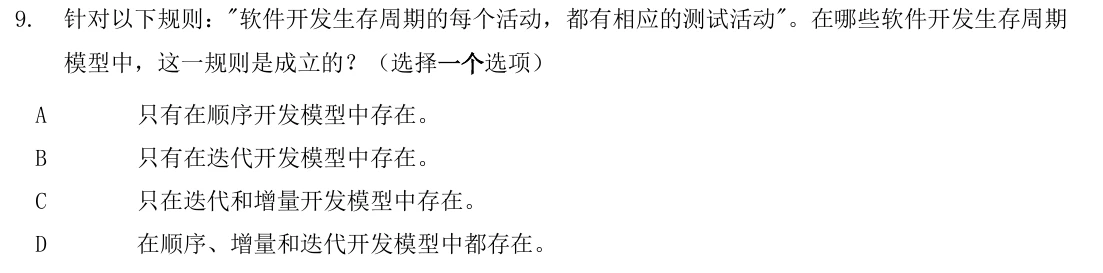 9. 针对以下规则："软件开发生存周期的每个活动，都有相应的测试活动"。在哪些软件开发生存周期
模型中，这一规则是成立的？（选择一个选项）
A 只有在顺序开发模型中存在。
B 只有在迭代开发模型中存在。
C 只在迭代和增量开发模型中存在。
D 在顺序、增量和迭代开发模型中都存在。